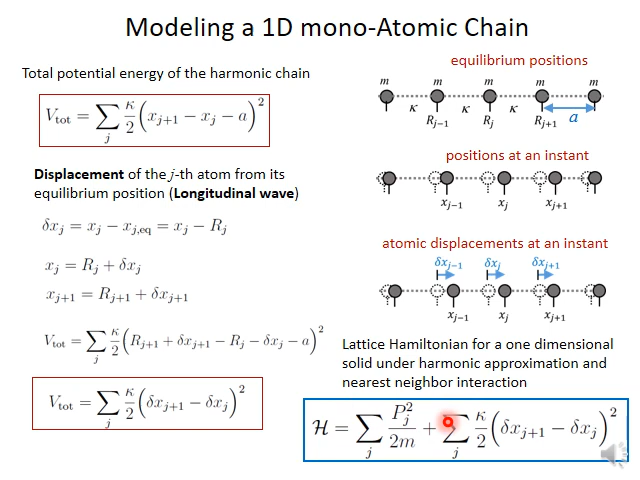 Modeling a 1D mono-Atomic Chain
Total potential energy of the harmonic chain
V_tot = ∑_j κ/2 (x_{j+1} − x_j − a)^2
Displacement of the j-th atom from its
equilibrium position (Longitudinal wave)
δx_j = x_j − x_{j,eq} = x_j − R_j
x_j = R_j + δx_j
x_{j+1} = R_{j+1} + δx_{j+1}
V_tot = ∑_j κ/2 (R_{j+1} + δx_{j+1} − R_j − δx_j − a)^2
V_tot = ∑_j κ/2 (δx_{j+1} − δx_j)^2
equilibrium positions
m m m m m
κ κ κ
R_{j−1} R_j R_{j+1} a
positions at an instant
x_{j−1} x_j x_{j+1}
atomic displacements at an instant
δx_{j−1} δx_j δx_{j+1}
x_{j−1} x_j x_{j+1}
Lattice Hamiltonian for a one dimensional
solid under harmonic approximation and
nearest neighbor interaction
ℋ = ∑_j P_j^2/2m + ∑_j κ/2 (δx_{j+1} − δx_j)^2